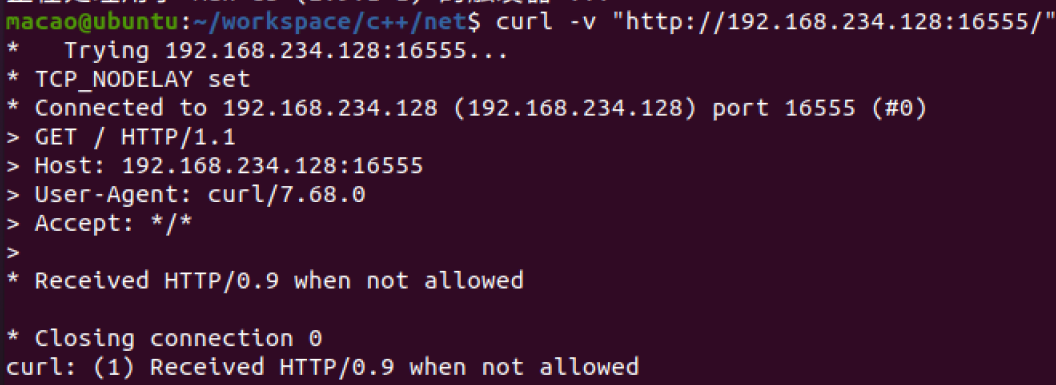 macao@ubuntu:~/workspace/c++/net$ curl -v "http://192.168.234.128:16555/"
*   Trying 192.168.234.128:16555...
* TCP_NODELAY set
* Connected to 192.168.234.128 (192.168.234.128) port 16555 (#0)
> GET / HTTP/1.1
> Host: 192.168.234.128:16555
> User-Agent: curl/7.68.0
> Accept: */*
>
* Received HTTP/0.9 when not allowed
* Closing connection 0
curl: (1) Received HTTP/0.9 when not allowed